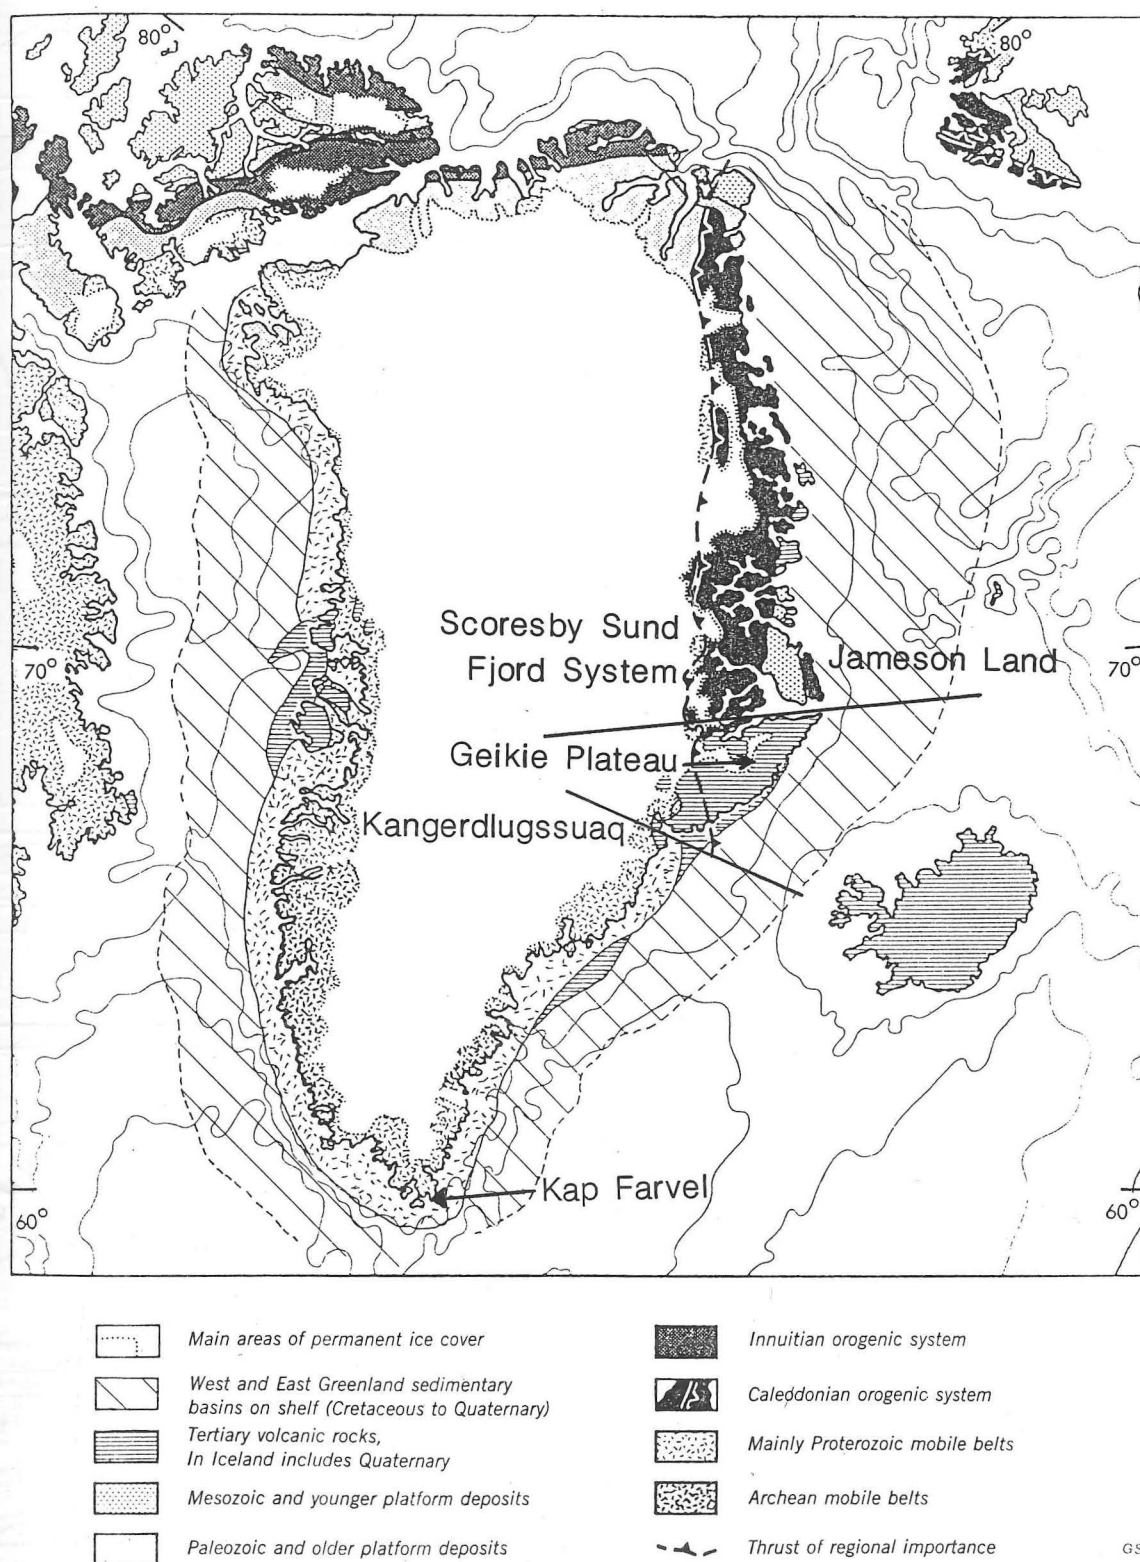 80°
80°
Scoresby Sund
Fjord System
Jameson Land
70°
70°
Geikie Plateau
Kangerdlugssuaq
Kap Farvel
60°
60°
Main areas of permanent ice cover
West and East Greenland sedimentary
basins on shelf (Cretaceous to Quaternary)
Tertiary volcanic rocks,
In Iceland includes Quaternary
Mesozoic and younger platform deposits
Paleozoic and older platform deposits
Innuitian orogenic system
Caledonian orogenic system
Mainly Proterozoic mobile belts
Archean mobile belts
Thrust of regional importance